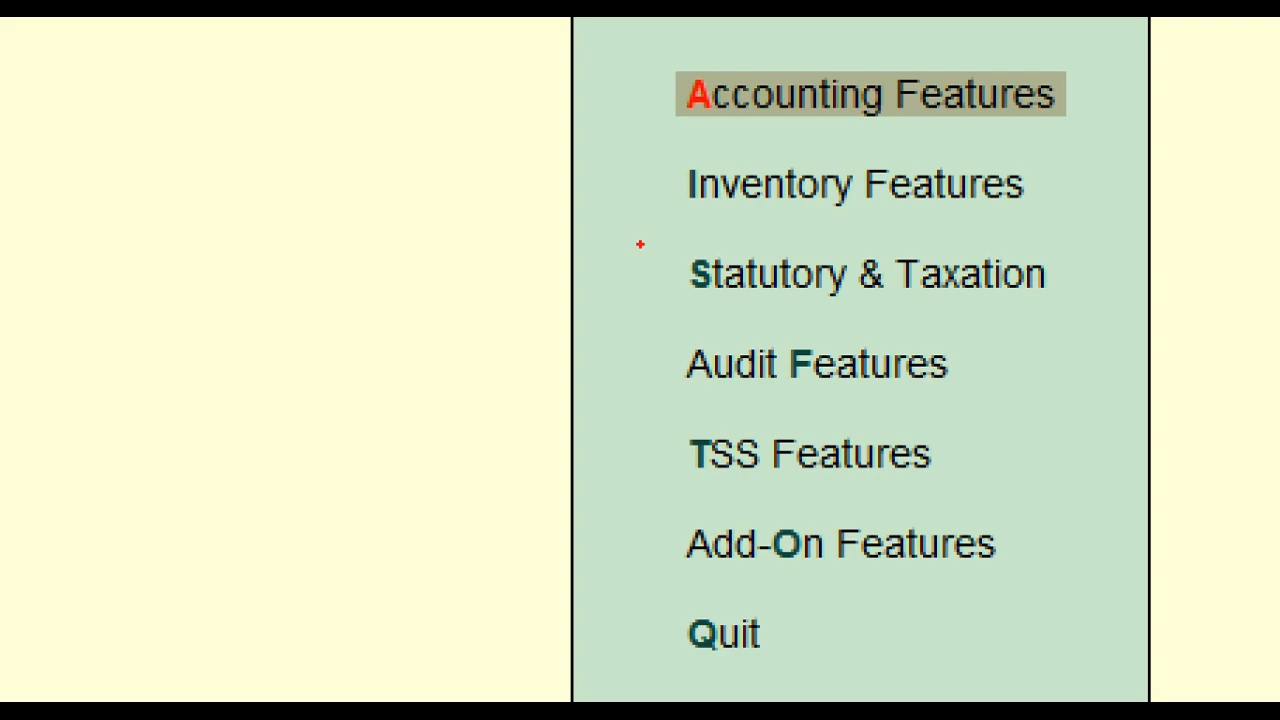 Accounting Features
Inventory Features
Statutory & Taxation
Audit Features
TSS Features
Add-On Features
Quit